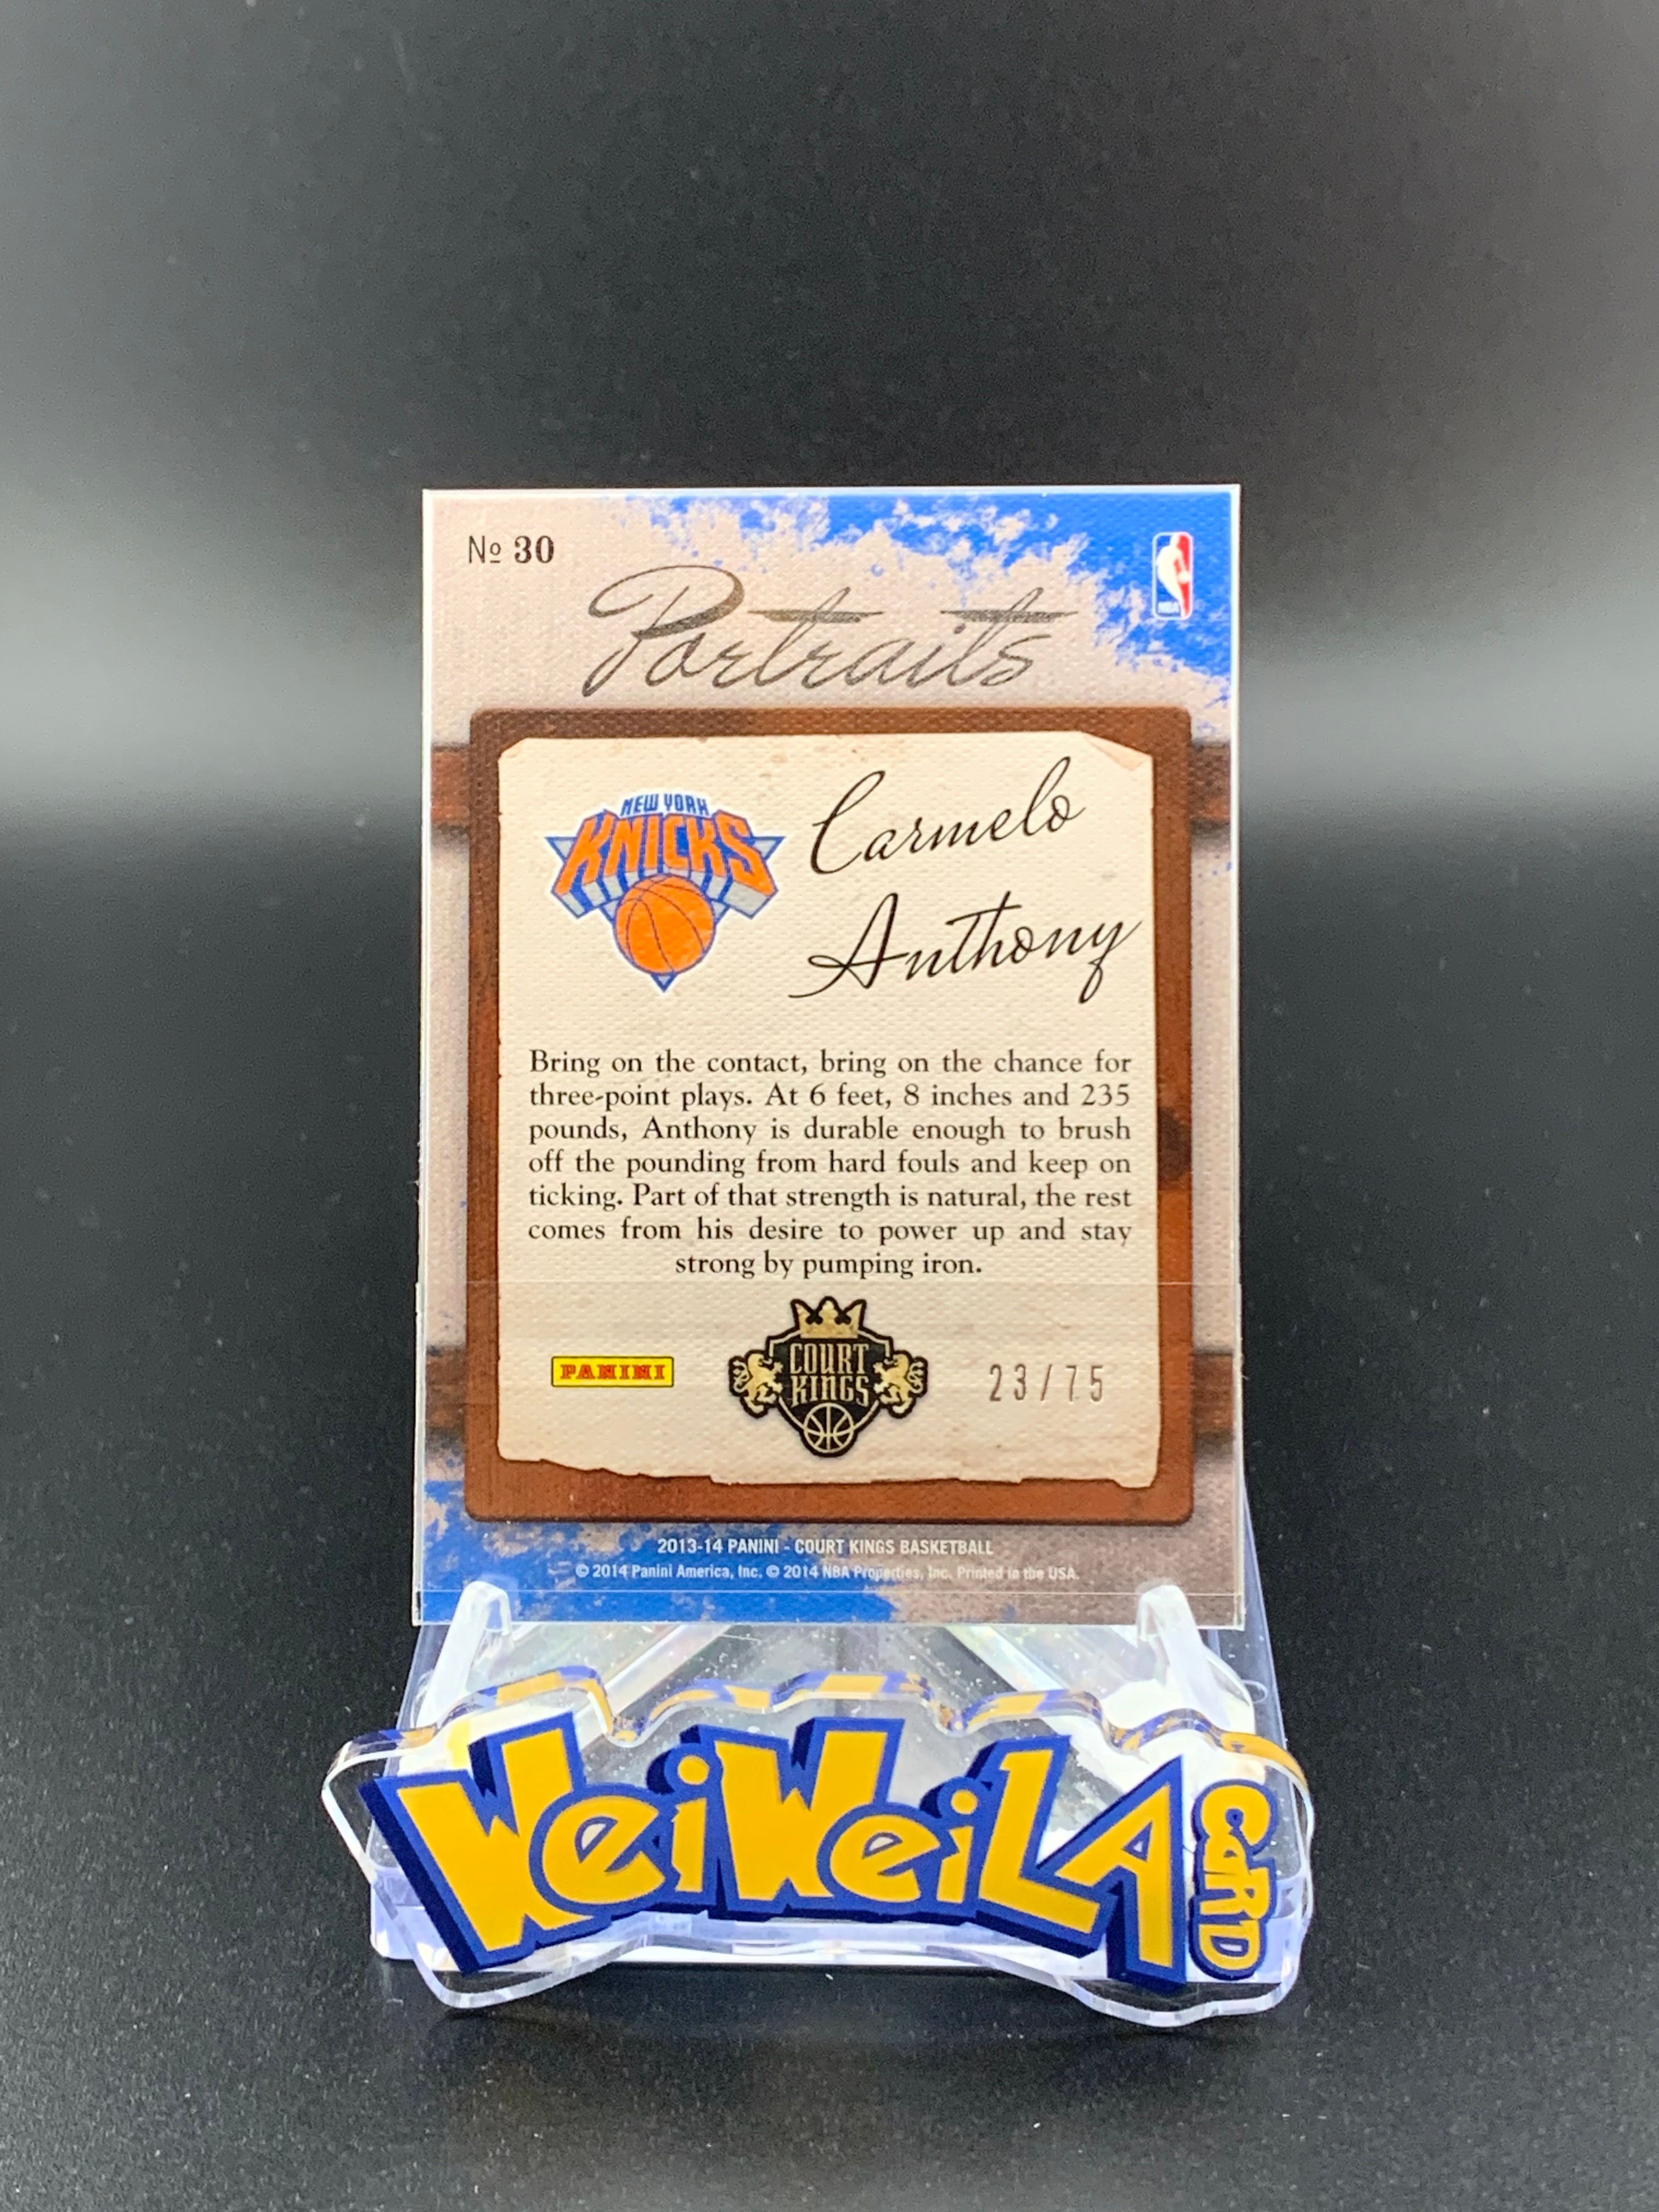 № 30
NBA
Portraits
NEW YORK
KNICKS
Carmelo
Anthony
Bring on the contact, bring on the chance for
three-point plays. At 6 feet, 8 inches and 235
pounds, Anthony is durable enough to brush
off the pounding from hard fouls and keep on
ticking. Part of that strength is natural, the rest
comes from his desire to power up and stay
strong by pumping iron.
PANINI
COURT
KINGS
23/75
2013-14 PANINI - COURT KINGS BASKETBALL
© 2014 Panini America, Inc. © 2014 NBA Properties, Inc. Printed in the USA.
WeiWeiLA
CaRD